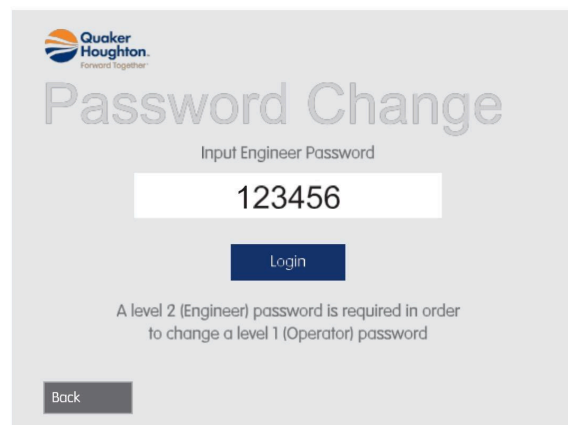 Quaker
Houghton.
Forward Together™
Password Change
Input Engineer Password
123456
Login
A level 2 (Engineer) password is required in order
to change a level 1 (Operator) password
Back